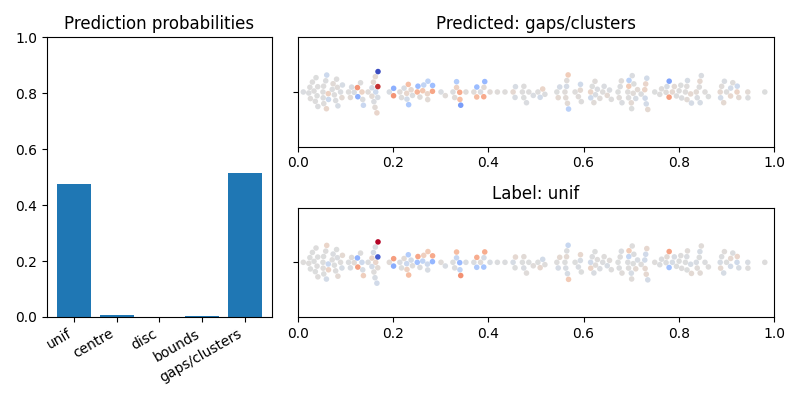 Prediction probabilities
1.0
0.8
0.6
0.4
0.2
0.0
unif
centre
disc
bounds
gaps/clusters
Predicted: gaps/clusters
0.0 0.2 0.4 0.6 0.8 1.0
Label: unif
0.0 0.2 0.4 0.6 0.8 1.0